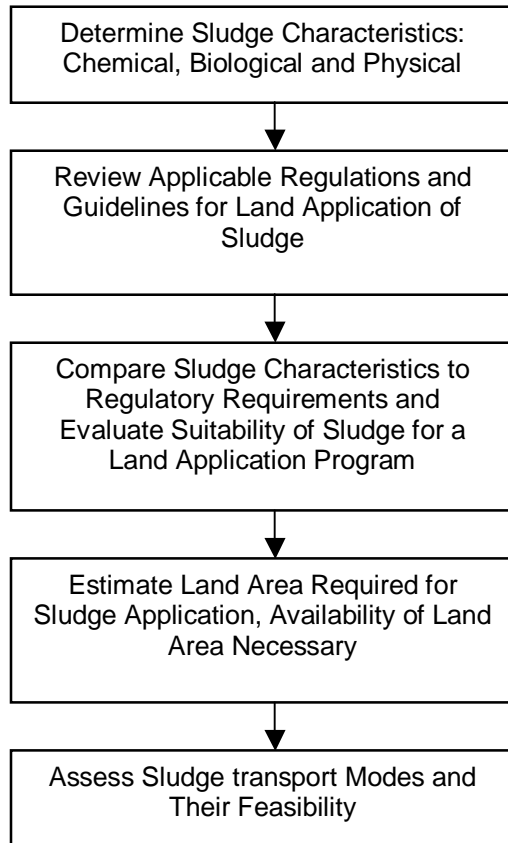 Determine Sludge Characteristics:
Chemical, Biological and Physical
Review Applicable Regulations and
Guidelines for Land Application of
Sludge
Compare Sludge Characteristics to
Regulatory Requirements and
Evaluate Suitability of Sludge for a
Land Application Program
Estimate Land Area Required for
Sludge Application, Availability of Land
Area Necessary
Assess Sludge transport Modes and
Their Feasibility